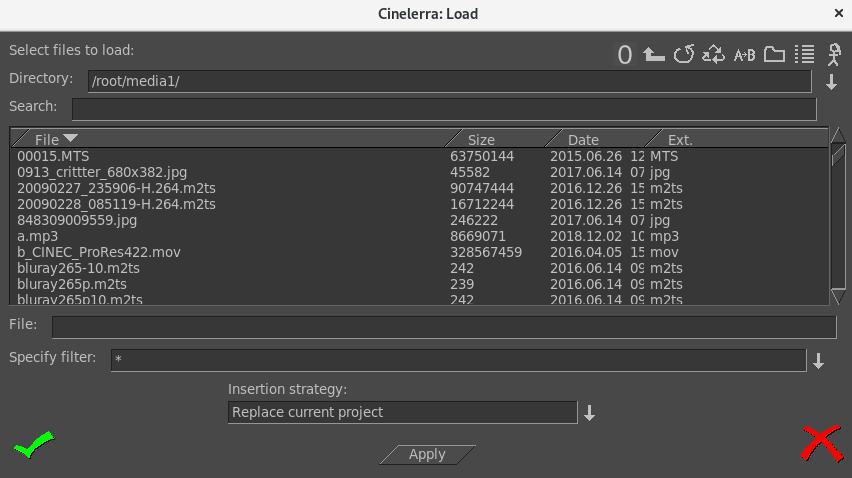 Cinelerra: Load
Select files to load:
0 A→B
Directory: /root/media1/
Search:
File Size Date Ext.
00015.MTS 63750144 2015.06.26 12 MTS
0913_crittter_680x382.jpg 45582 2017.06.14 07 jpg
20090227_235906-H.264.m2ts 90747444 2016.12.26 15 m2ts
20090228_085119-H.264.m2ts 16712244 2016.12.26 15 m2ts
848309009559.jpg 246222 2017.06.14 07 jpg
a.mp3 8669071 2018.12.02 10 mp3
b_CINEC_ProRes422.mov 328567459 2016.04.05 15 mov
bluray265-10.m2ts 242 2016.06.14 09 m2ts
bluray265p.m2ts 239 2016.06.14 09 m2ts
bluray265p10.m2ts 242 2016.06.14 09 m2ts
File:
Specify filter: *
Insertion strategy:
Replace current project
Apply